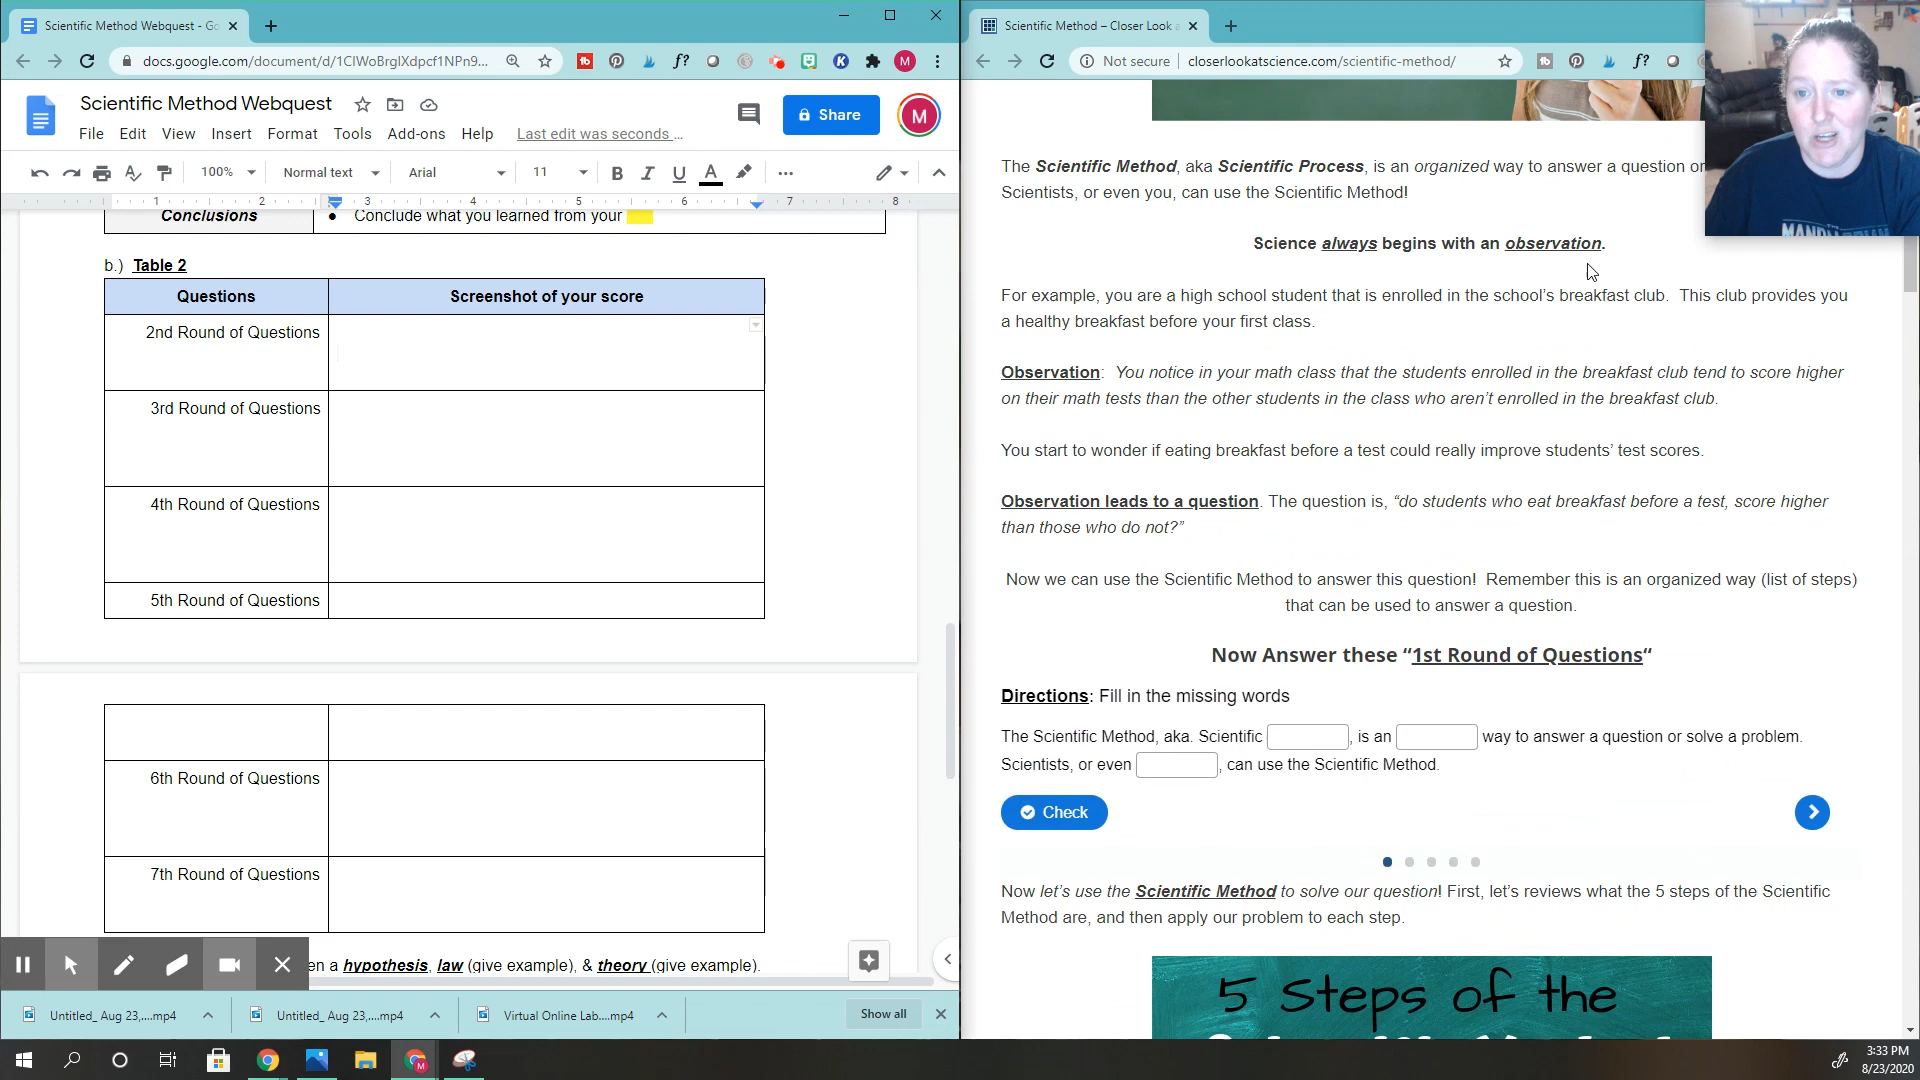 Scientific Method Webquest - Go
docs.google.com/document/d/1ClWoBrglXdpcf1NPn9...
Scientific Method Webquest
File Edit View Insert Format Tools Add-ons Help Last edit was seconds ...
Share
M
100% Normal text Arial 11 B I U A
1 2 3 4 5 6 7 8
Conclusions
● Conclude what you learned from your
b.) Table 2
Questions Screenshot of your score
2nd Round of Questions
3rd Round of Questions
4th Round of Questions
5th Round of Questions
6th Round of Questions
7th Round of Questions
en a hypothesis, law (give example), & theory (give example).
Untitled_ Aug 23,....mp4
Untitled_ Aug 23,....mp4
Virtual Online Lab....mp4
Show all
Scientific Method – Closer Look a
Not secure closerlookatscience.com/scientific-method/
The Scientific Method, aka Scientific Process, is an organized way to answer a question or
Scientists, or even you, can use the Scientific Method!
Science always begins with an observation.
For example, you are a high school student that is enrolled in the school's breakfast club. This club provides you
a healthy breakfast before your first class.
Observation: You notice in your math class that the students enrolled in the breakfast club tend to score higher
on their math tests than the other students in the class who aren't enrolled in the breakfast club.
You start to wonder if eating breakfast before a test could really improve students' test scores.
Observation leads to a question. The question is, "do students who eat breakfast before a test, score higher
than those who do not?"
Now we can use the Scientific Method to answer this question! Remember this is an organized way (list of steps)
that can be used to answer a question.
Now Answer these "1st Round of Questions"
Directions: Fill in the missing words
The Scientific Method, aka. Scientific , is an way to answer a question or solve a problem.
Scientists, or even , can use the Scientific Method.
Check
Now let's use the Scientific Method to solve our question! First, let's reviews what the 5 steps of the Scientific
Method are, and then apply our problem to each step.
5 Steps of the
3:33 PM
8/23/2020